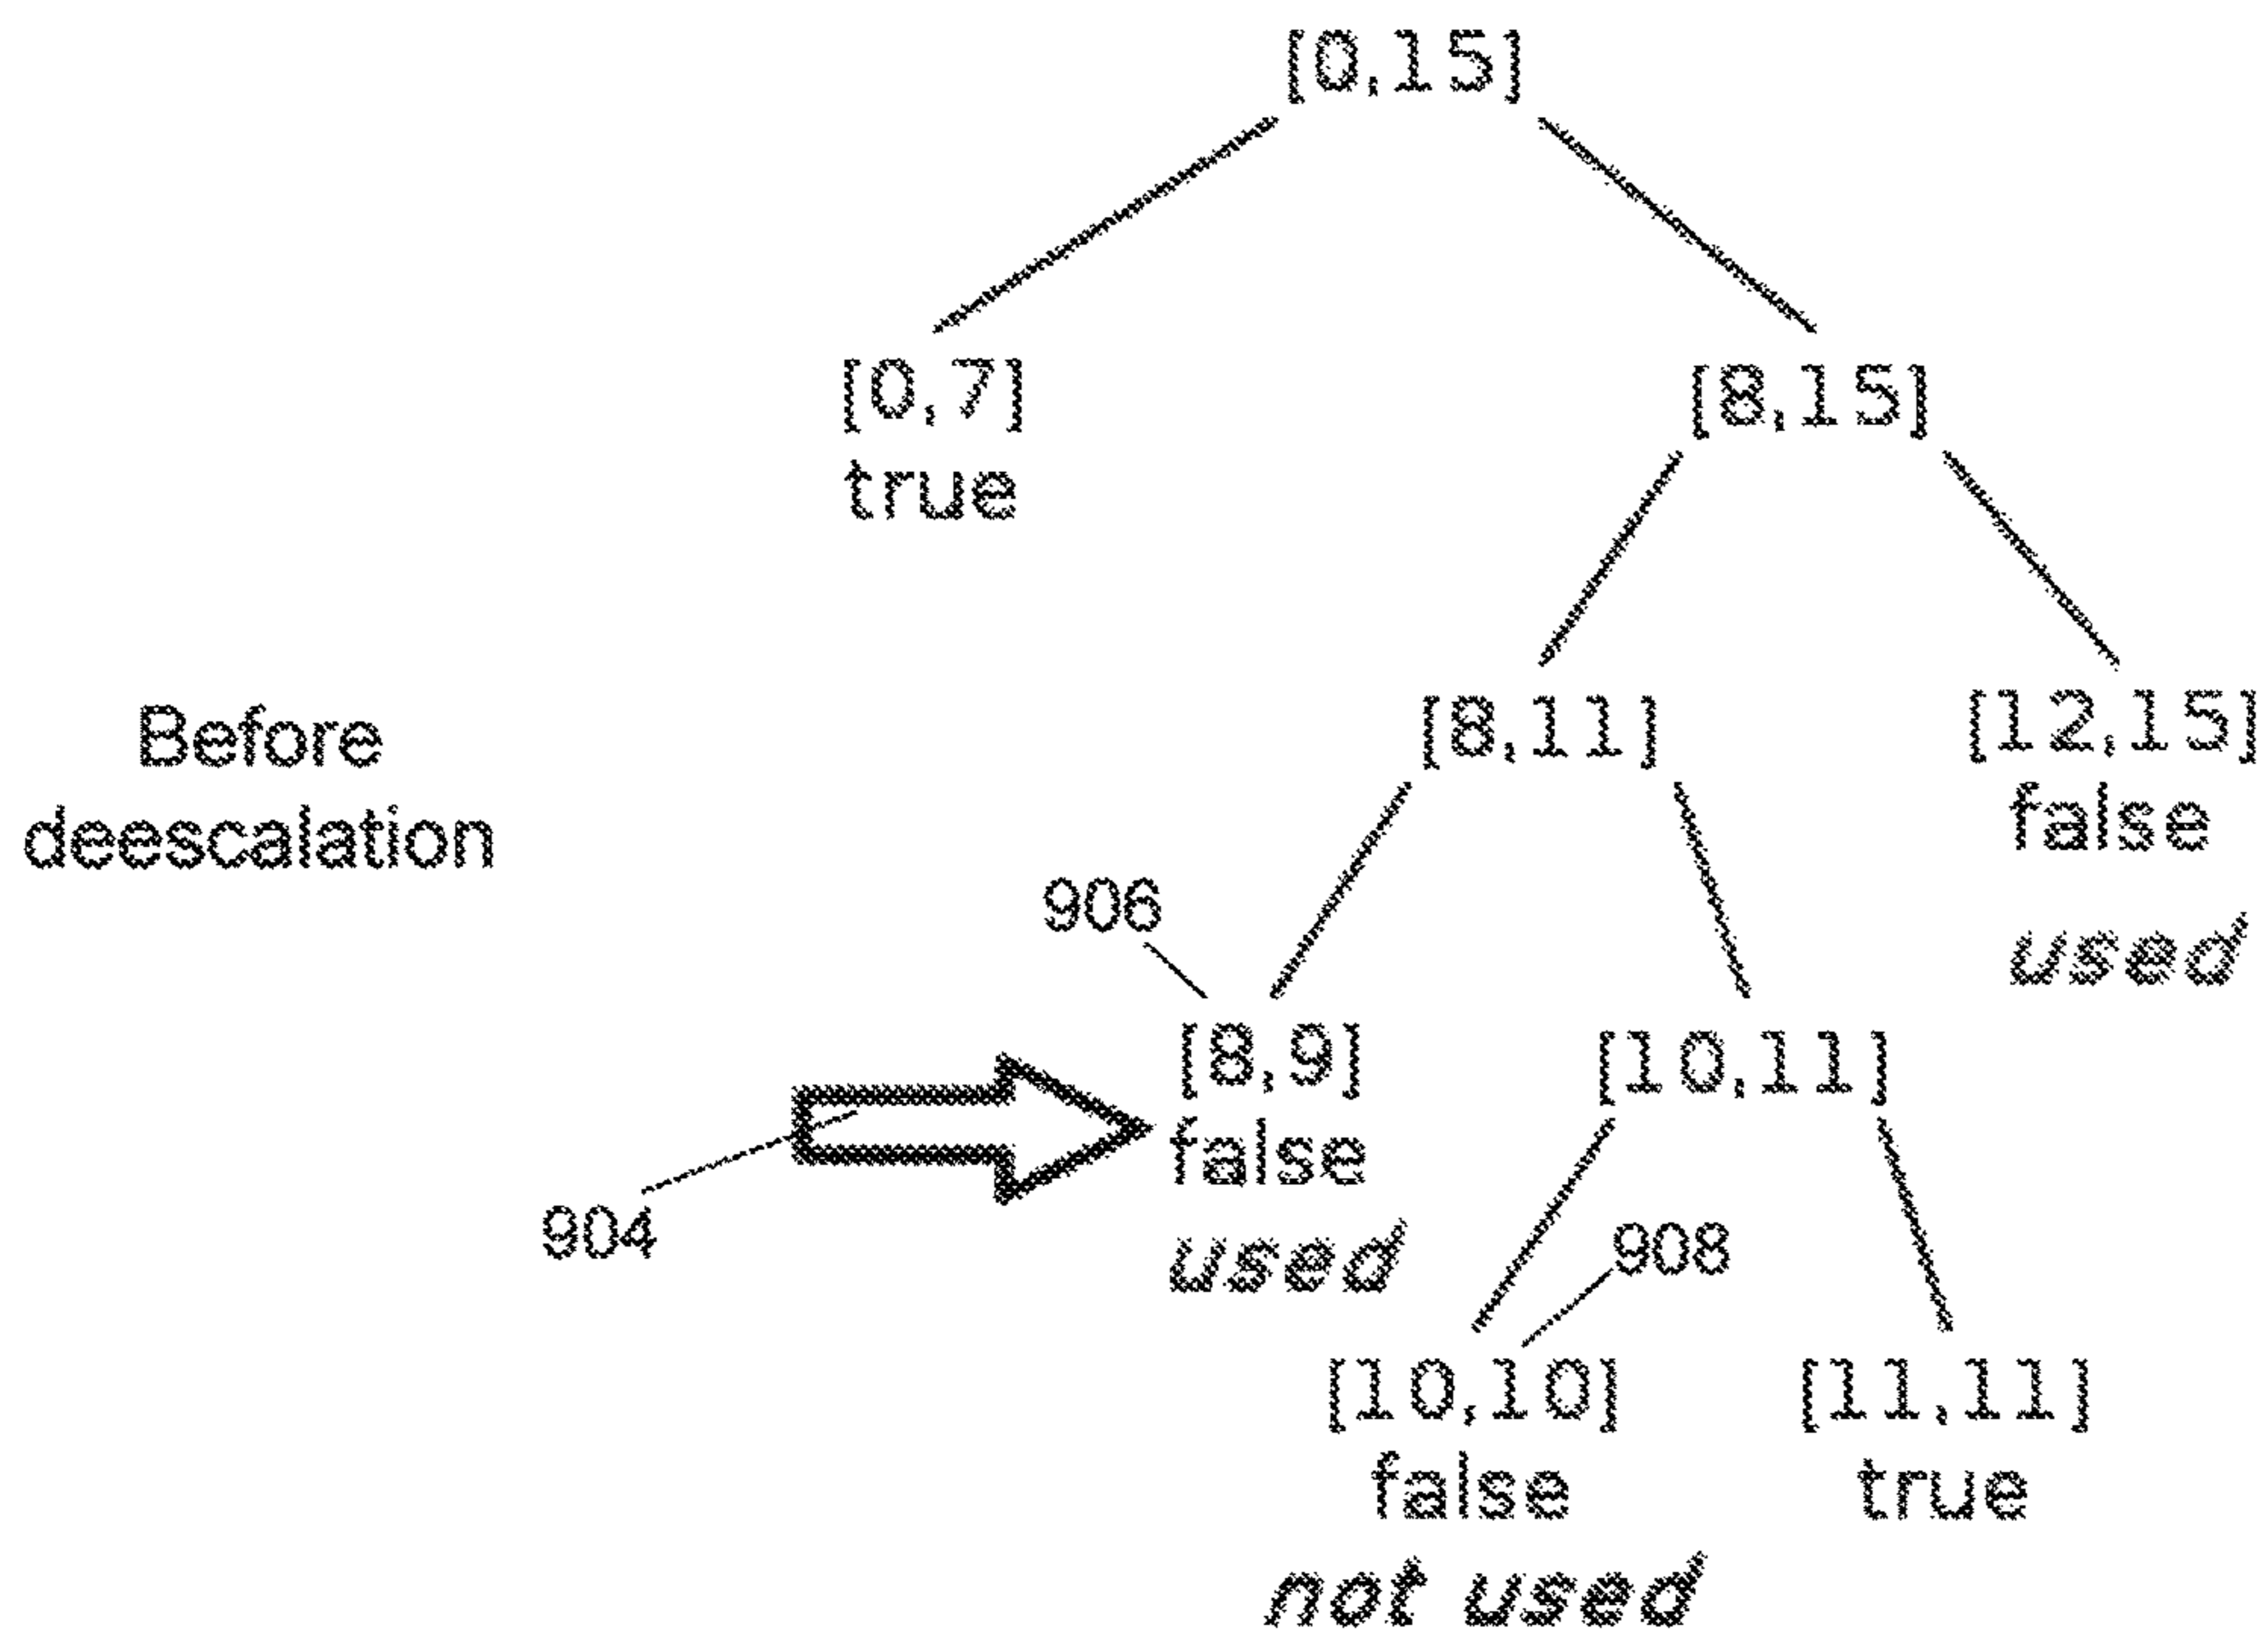 [0,15]
[0,7]
true
[8,15]
Before
deescalation
[8,11]
[12,15]
false
used
906
[8,9]
false
used
[10,11]
904
908
[10,10]
false
not used
[11,11]
true